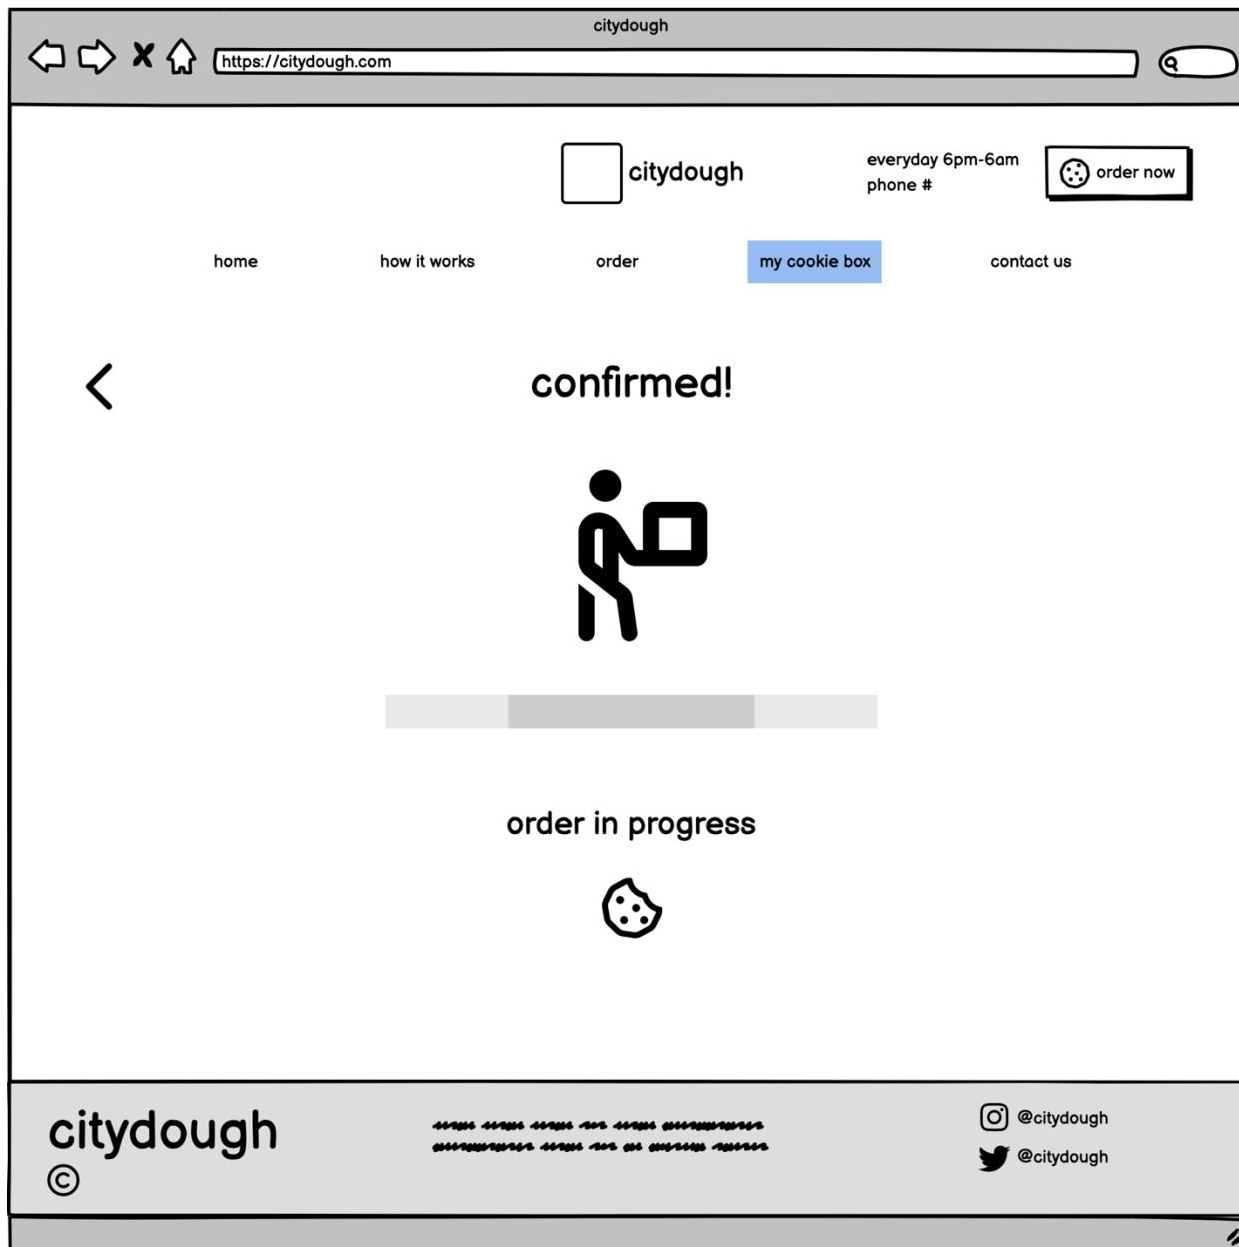 citydough
https://citydough.com
citydough
everyday 6pm-6am
phone #
order now
home
how it works
order
my cookie box
contact us
confirmed!
order in progress
citydough
©
@citydough
@citydough